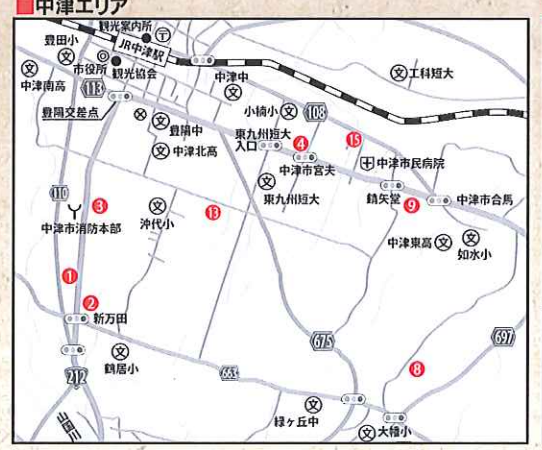 中津エリア
観光案内所
豊田小
JR中津駅
市役所
観光協会
中津南高
113
豊陽交差点
中津中
工科短大
小楠小
108
豊陽中
東九州短大
入口
中津北高
4
中津市宮夫
15
中津市民病院
東九州短大
鐃矢堂
9
中津市合馬
110
3
中津市消防本部
沖代小
13
中津東高
如水小
1
2
新万田
鶴居小
212
663
675
697
8
山国川
緑ヶ丘中
大幡小